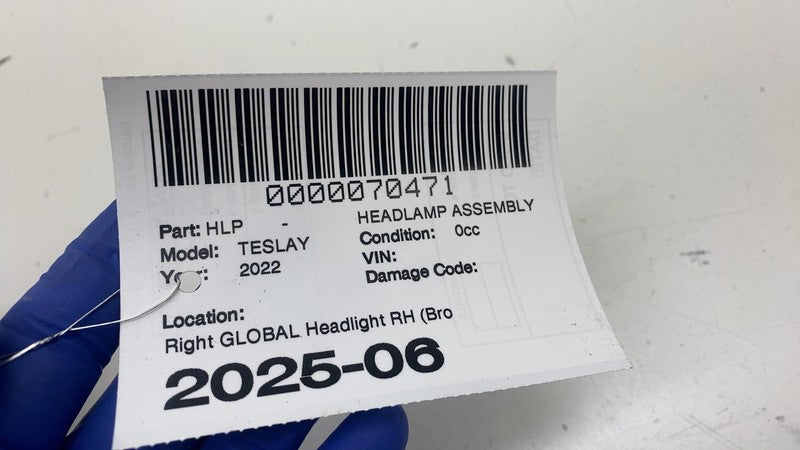 0000070471
Part: HLP - HEADLAMP ASSEMBLY
Model: TESLAY Condition: 0cc
Year: 2022 VIN:
Damage Code:
Location:
Right GLOBAL Headlight RH (Bro
2025-06